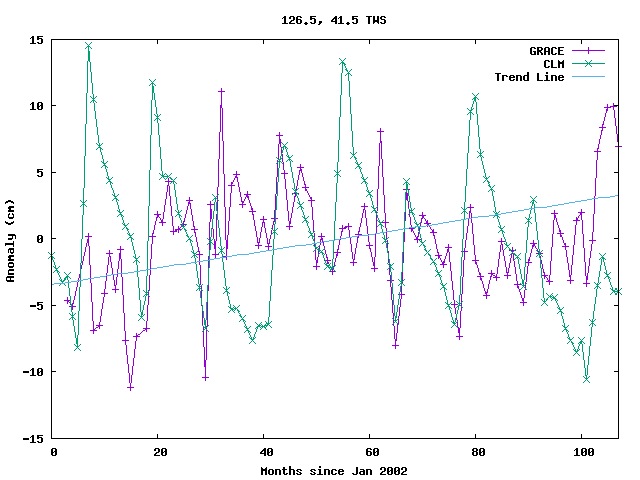 126.5, 41.5 TWS
GRACE
CLM
Trend Line
15
10
5
0
-5
-10
-15
Anomaly (cm)
0 20 40 60 80 100
Months since Jan 2002